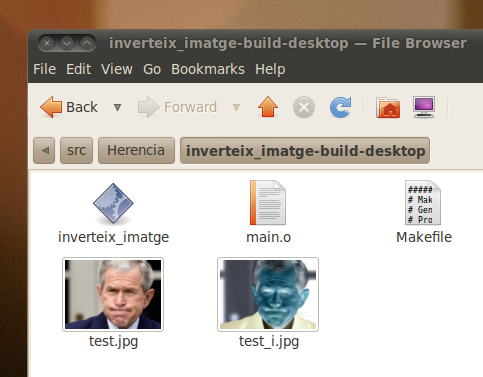 inverteix_imatge-build-desktop — File Browser
File Edit View Go Bookmarks Help
Back Forward
src Herencia inverteix_imatge-build-desktop
#####
# Mak
# Gen
# Pro
inverteix_imatge main.o Makefile
test.jpg test_i.jpg